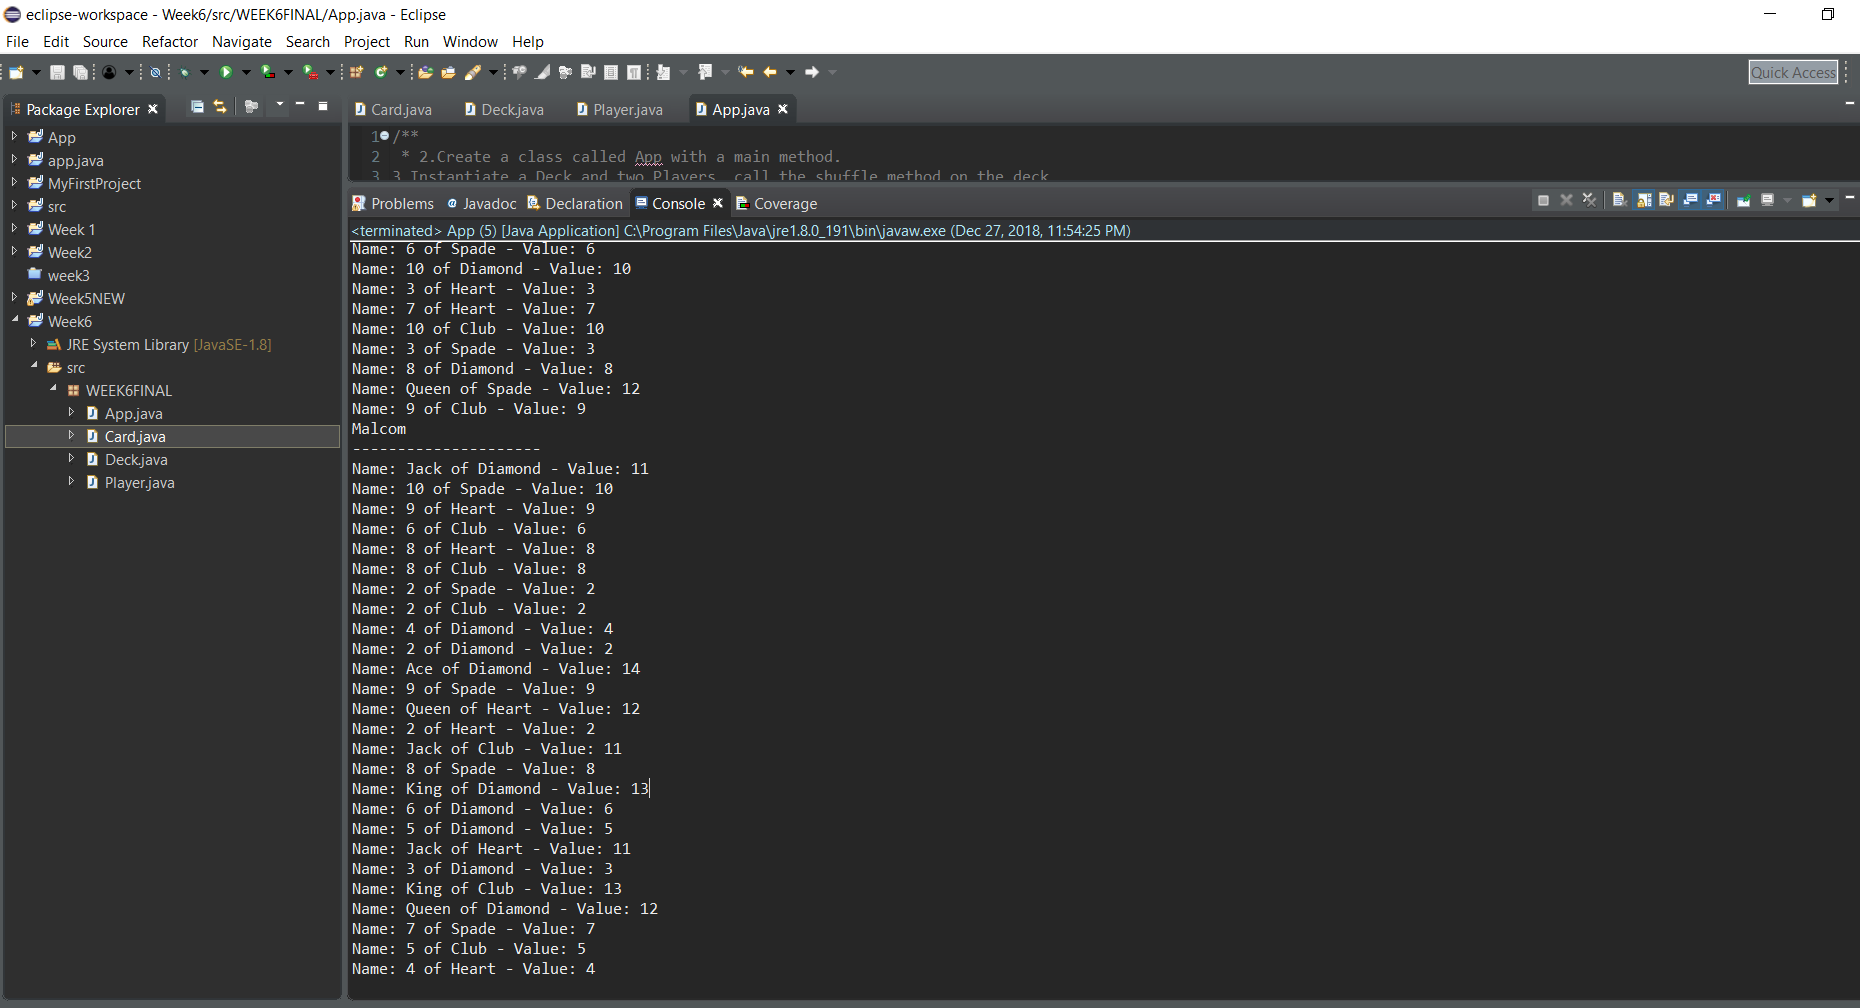 eclipse-workspace - Week6/src/WEEK6FINAL/App.java - Eclipse
File Edit Source Refactor Navigate Search Project Run Window Help
Quick Access
Package Explorer
Card.java Deck.java Player.java App.java
App
app.java
MyFirstProject
src
Week 1
Week2
week3
Week5NEW
Week6
JRE System Library [JavaSE-1.8]
src
WEEK6FINAL
App.java
Card.java
Deck.java
Player.java
1 /**
2 * 2.Create a class called App with a main method.
3 3 Instantiate a Deck and two Players call the shuffle method on the deck
Problems Javadoc Declaration Console Coverage
<terminated> App (5) [Java Application] C:\Program Files\Java\jre1.8.0_191\bin\javaw.exe (Dec 27, 2018, 11:54:25 PM)
Name: 6 of Spade - Value: 6
Name: 10 of Diamond - Value: 10
Name: 3 of Heart - Value: 3
Name: 7 of Heart - Value: 7
Name: 10 of Club - Value: 10
Name: 3 of Spade - Value: 3
Name: 8 of Diamond - Value: 8
Name: Queen of Spade - Value: 12
Name: 9 of Club - Value: 9
Malcom
---------------------
Name: Jack of Diamond - Value: 11
Name: 10 of Spade - Value: 10
Name: 9 of Heart - Value: 9
Name: 6 of Club - Value: 6
Name: 8 of Heart - Value: 8
Name: 8 of Club - Value: 8
Name: 2 of Spade - Value: 2
Name: 2 of Club - Value: 2
Name: 4 of Diamond - Value: 4
Name: 2 of Diamond - Value: 2
Name: Ace of Diamond - Value: 14
Name: 9 of Spade - Value: 9
Name: Queen of Heart - Value: 12
Name: 2 of Heart - Value: 2
Name: Jack of Club - Value: 11
Name: 8 of Spade - Value: 8
Name: King of Diamond - Value: 13
Name: 6 of Diamond - Value: 6
Name: 5 of Diamond - Value: 5
Name: Jack of Heart - Value: 11
Name: 3 of Diamond - Value: 3
Name: King of Club - Value: 13
Name: Queen of Diamond - Value: 12
Name: 7 of Spade - Value: 7
Name: 5 of Club - Value: 5
Name: 4 of Heart - Value: 4